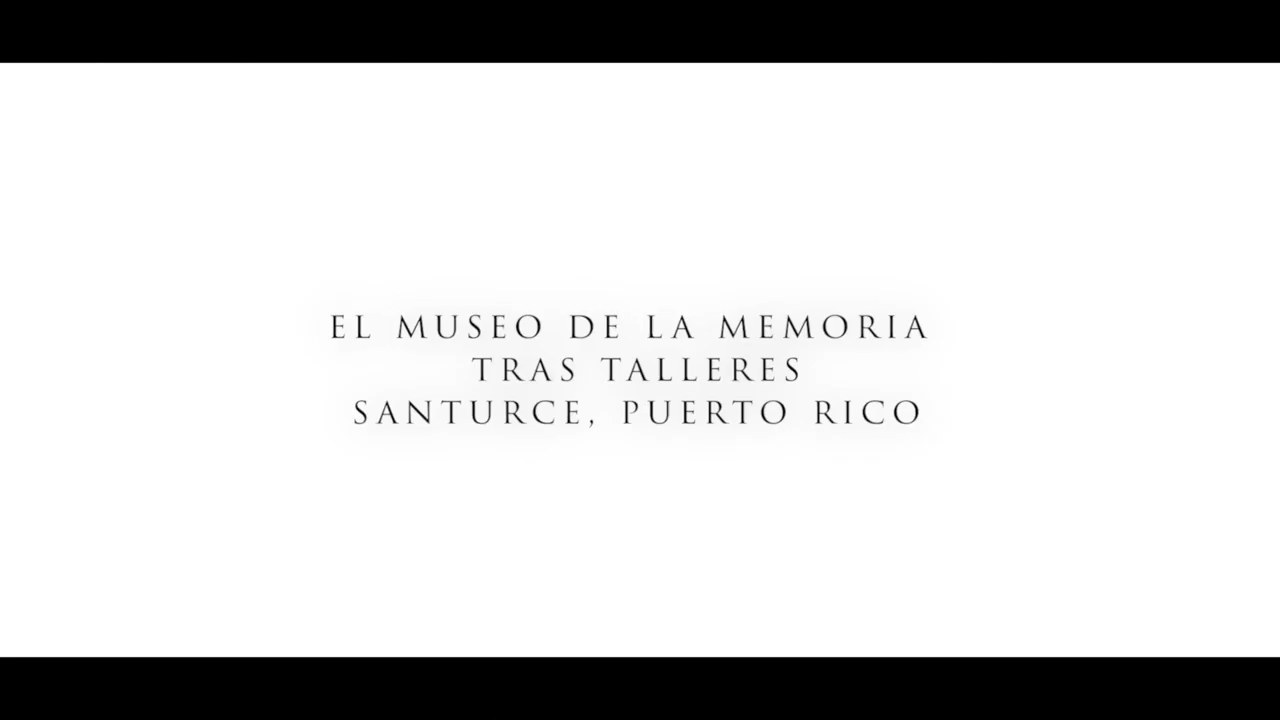 EL MUSEO DE LA MEMORIA
TRAS TALLERES
SANTURCE, PUERTO RICO